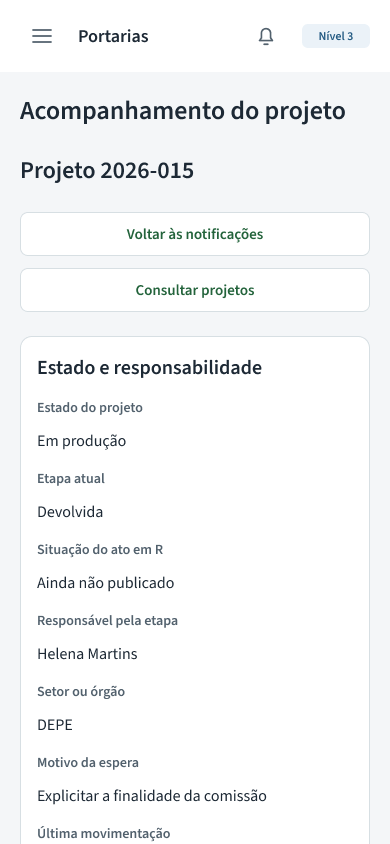 Portarias
Nível 3
Acompanhamento do projeto
Projeto 2026-015
Voltar às notificações
Consultar projetos
Estado e responsabilidade
Estado do projeto
Em produção
Etapa atual
Devolvida
Situação do ato em R
Ainda não publicado
Responsável pela etapa
Helena Martins
Setor ou órgão
DEPE
Motivo da espera
Explicitar a finalidade da comissão
Última movimentação